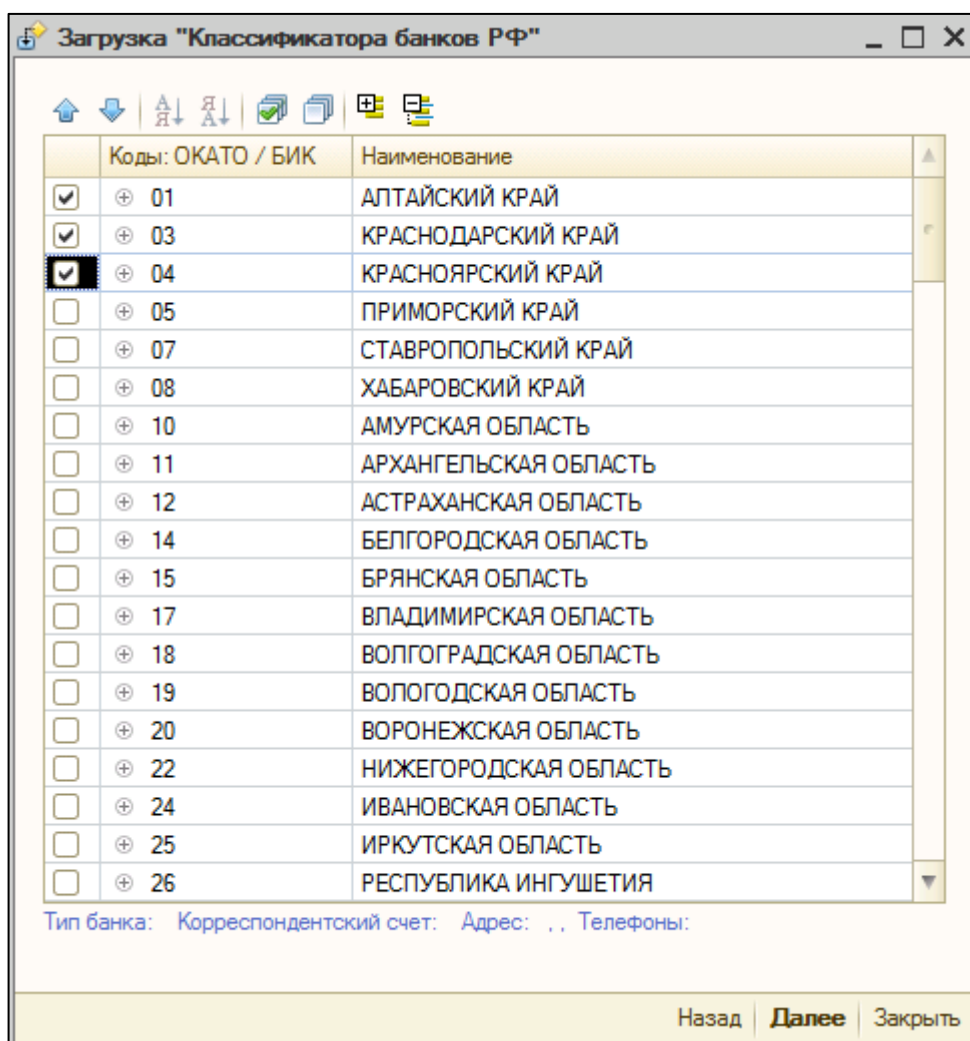 Загрузка "Классификатора банков РФ"
Коды: ОКАТО / БИК Наименование
01 АЛТАЙСКИЙ КРАЙ
03 КРАСНОДАРСКИЙ КРАЙ
04 КРАСНОЯРСКИЙ КРАЙ
05 ПРИМОРСКИЙ КРАЙ
07 СТАВРОПОЛЬСКИЙ КРАЙ
08 ХАБАРОВСКИЙ КРАЙ
10 АМУРСКАЯ ОБЛАСТЬ
11 АРХАНГЕЛЬСКАЯ ОБЛАСТЬ
12 АСТРАХАНСКАЯ ОБЛАСТЬ
14 БЕЛГОРОДСКАЯ ОБЛАСТЬ
15 БРЯНСКАЯ ОБЛАСТЬ
17 ВЛАДИМИРСКАЯ ОБЛАСТЬ
18 ВОЛГОГРАДСКАЯ ОБЛАСТЬ
19 ВОЛОГОДСКАЯ ОБЛАСТЬ
20 ВОРОНЕЖСКАЯ ОБЛАСТЬ
22 НИЖЕГОРОДСКАЯ ОБЛАСТЬ
24 ИВАНОВСКАЯ ОБЛАСТЬ
25 ИРКУТСКАЯ ОБЛАСТЬ
26 РЕСПУБЛИКА ИНГУШЕТИЯ
Тип банка: Корреспондентский счет: Адрес: , , Телефоны:
Назад Далее Закрыть